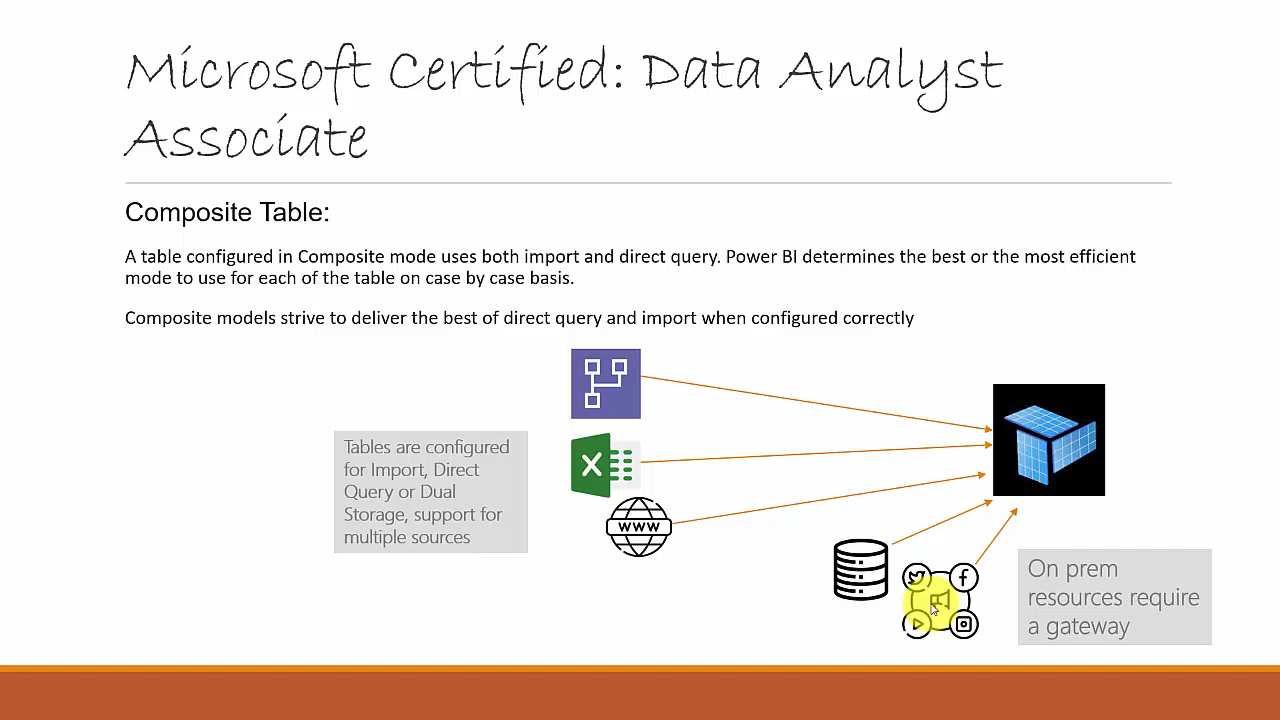 Microsoft Certified: Data Analyst
Associate
Composite Table:
A table configured in Composite mode uses both import and direct query. Power BI determines the best or the most efficient
mode to use for each of the table on case by case basis.
Composite models strive to deliver the best of direct query and import when configured correctly
Tables are configured
for Import, Direct
Query or Dual
Storage, support for
multiple sources
X
WWW
f
On prem
resources require
a gateway